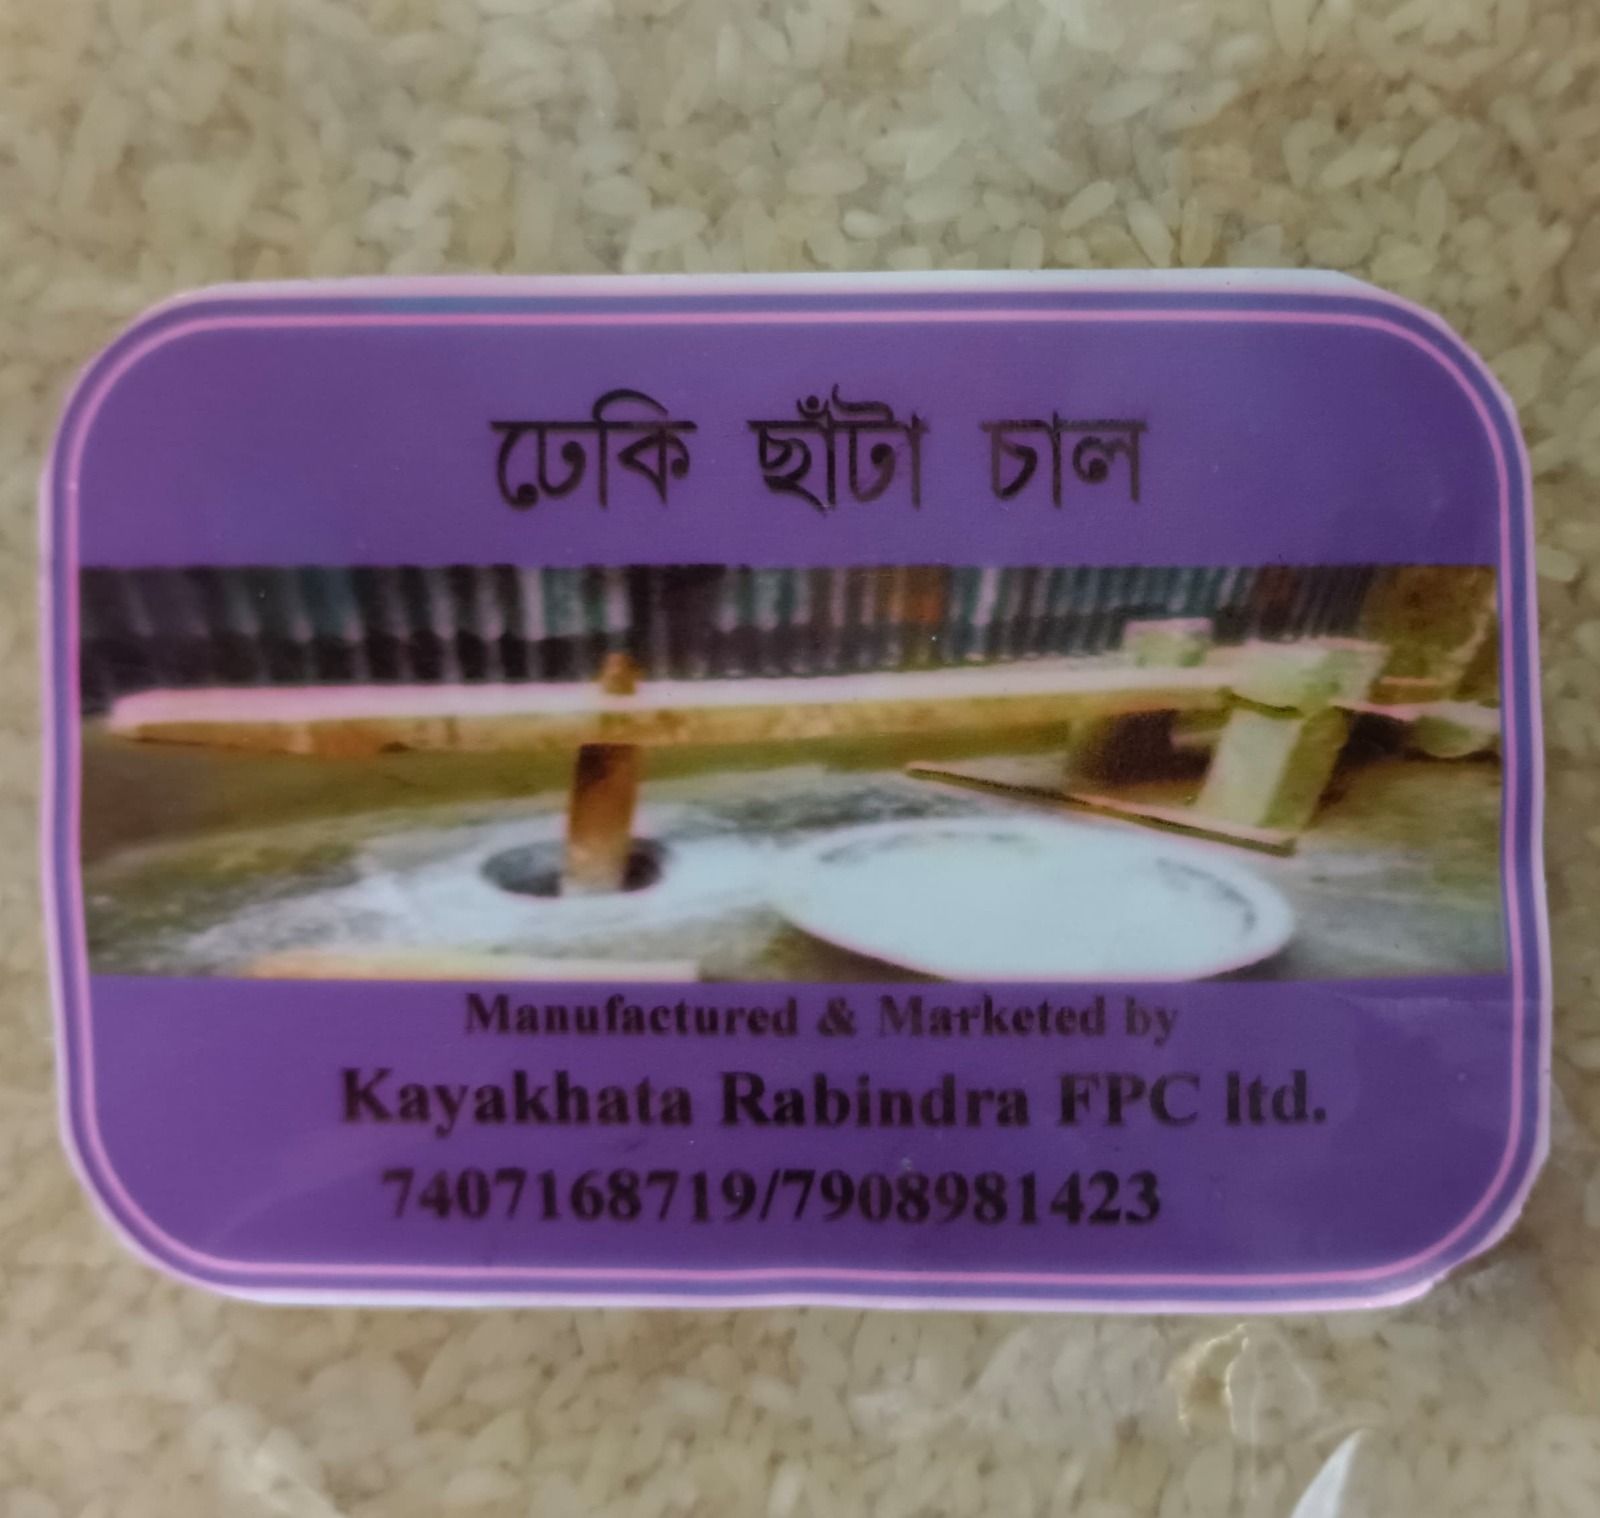 ঢেকি ছাঁটা চাল
Manufactured & Marketed by
Kayakhata Rabindra FPC ltd.
7407168719/7908981423